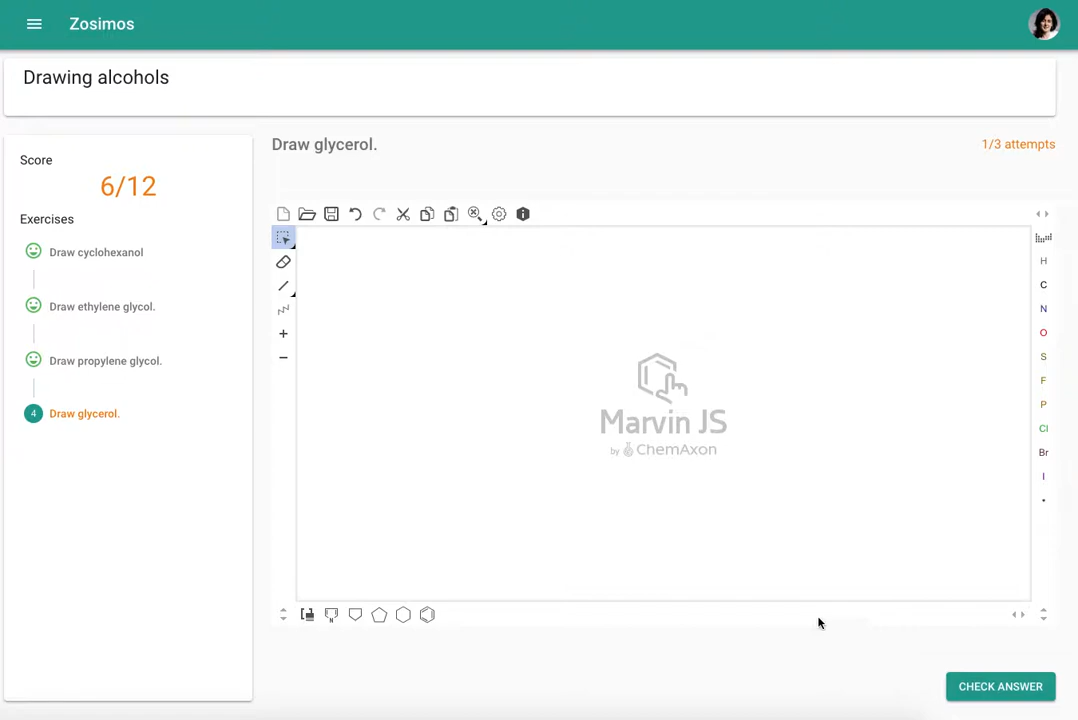 Zosimos
Drawing alcohols
Score
6/12
Exercises
Draw cyclohexanol
Draw ethylene glycol.
Draw propylene glycol.
4 Draw glycerol.
Draw glycerol.
1/3 attempts
H
C
N
O
S
F
P
Cl
Br
I
N
Marvin JS
by ChemAxon
CHECK ANSWER